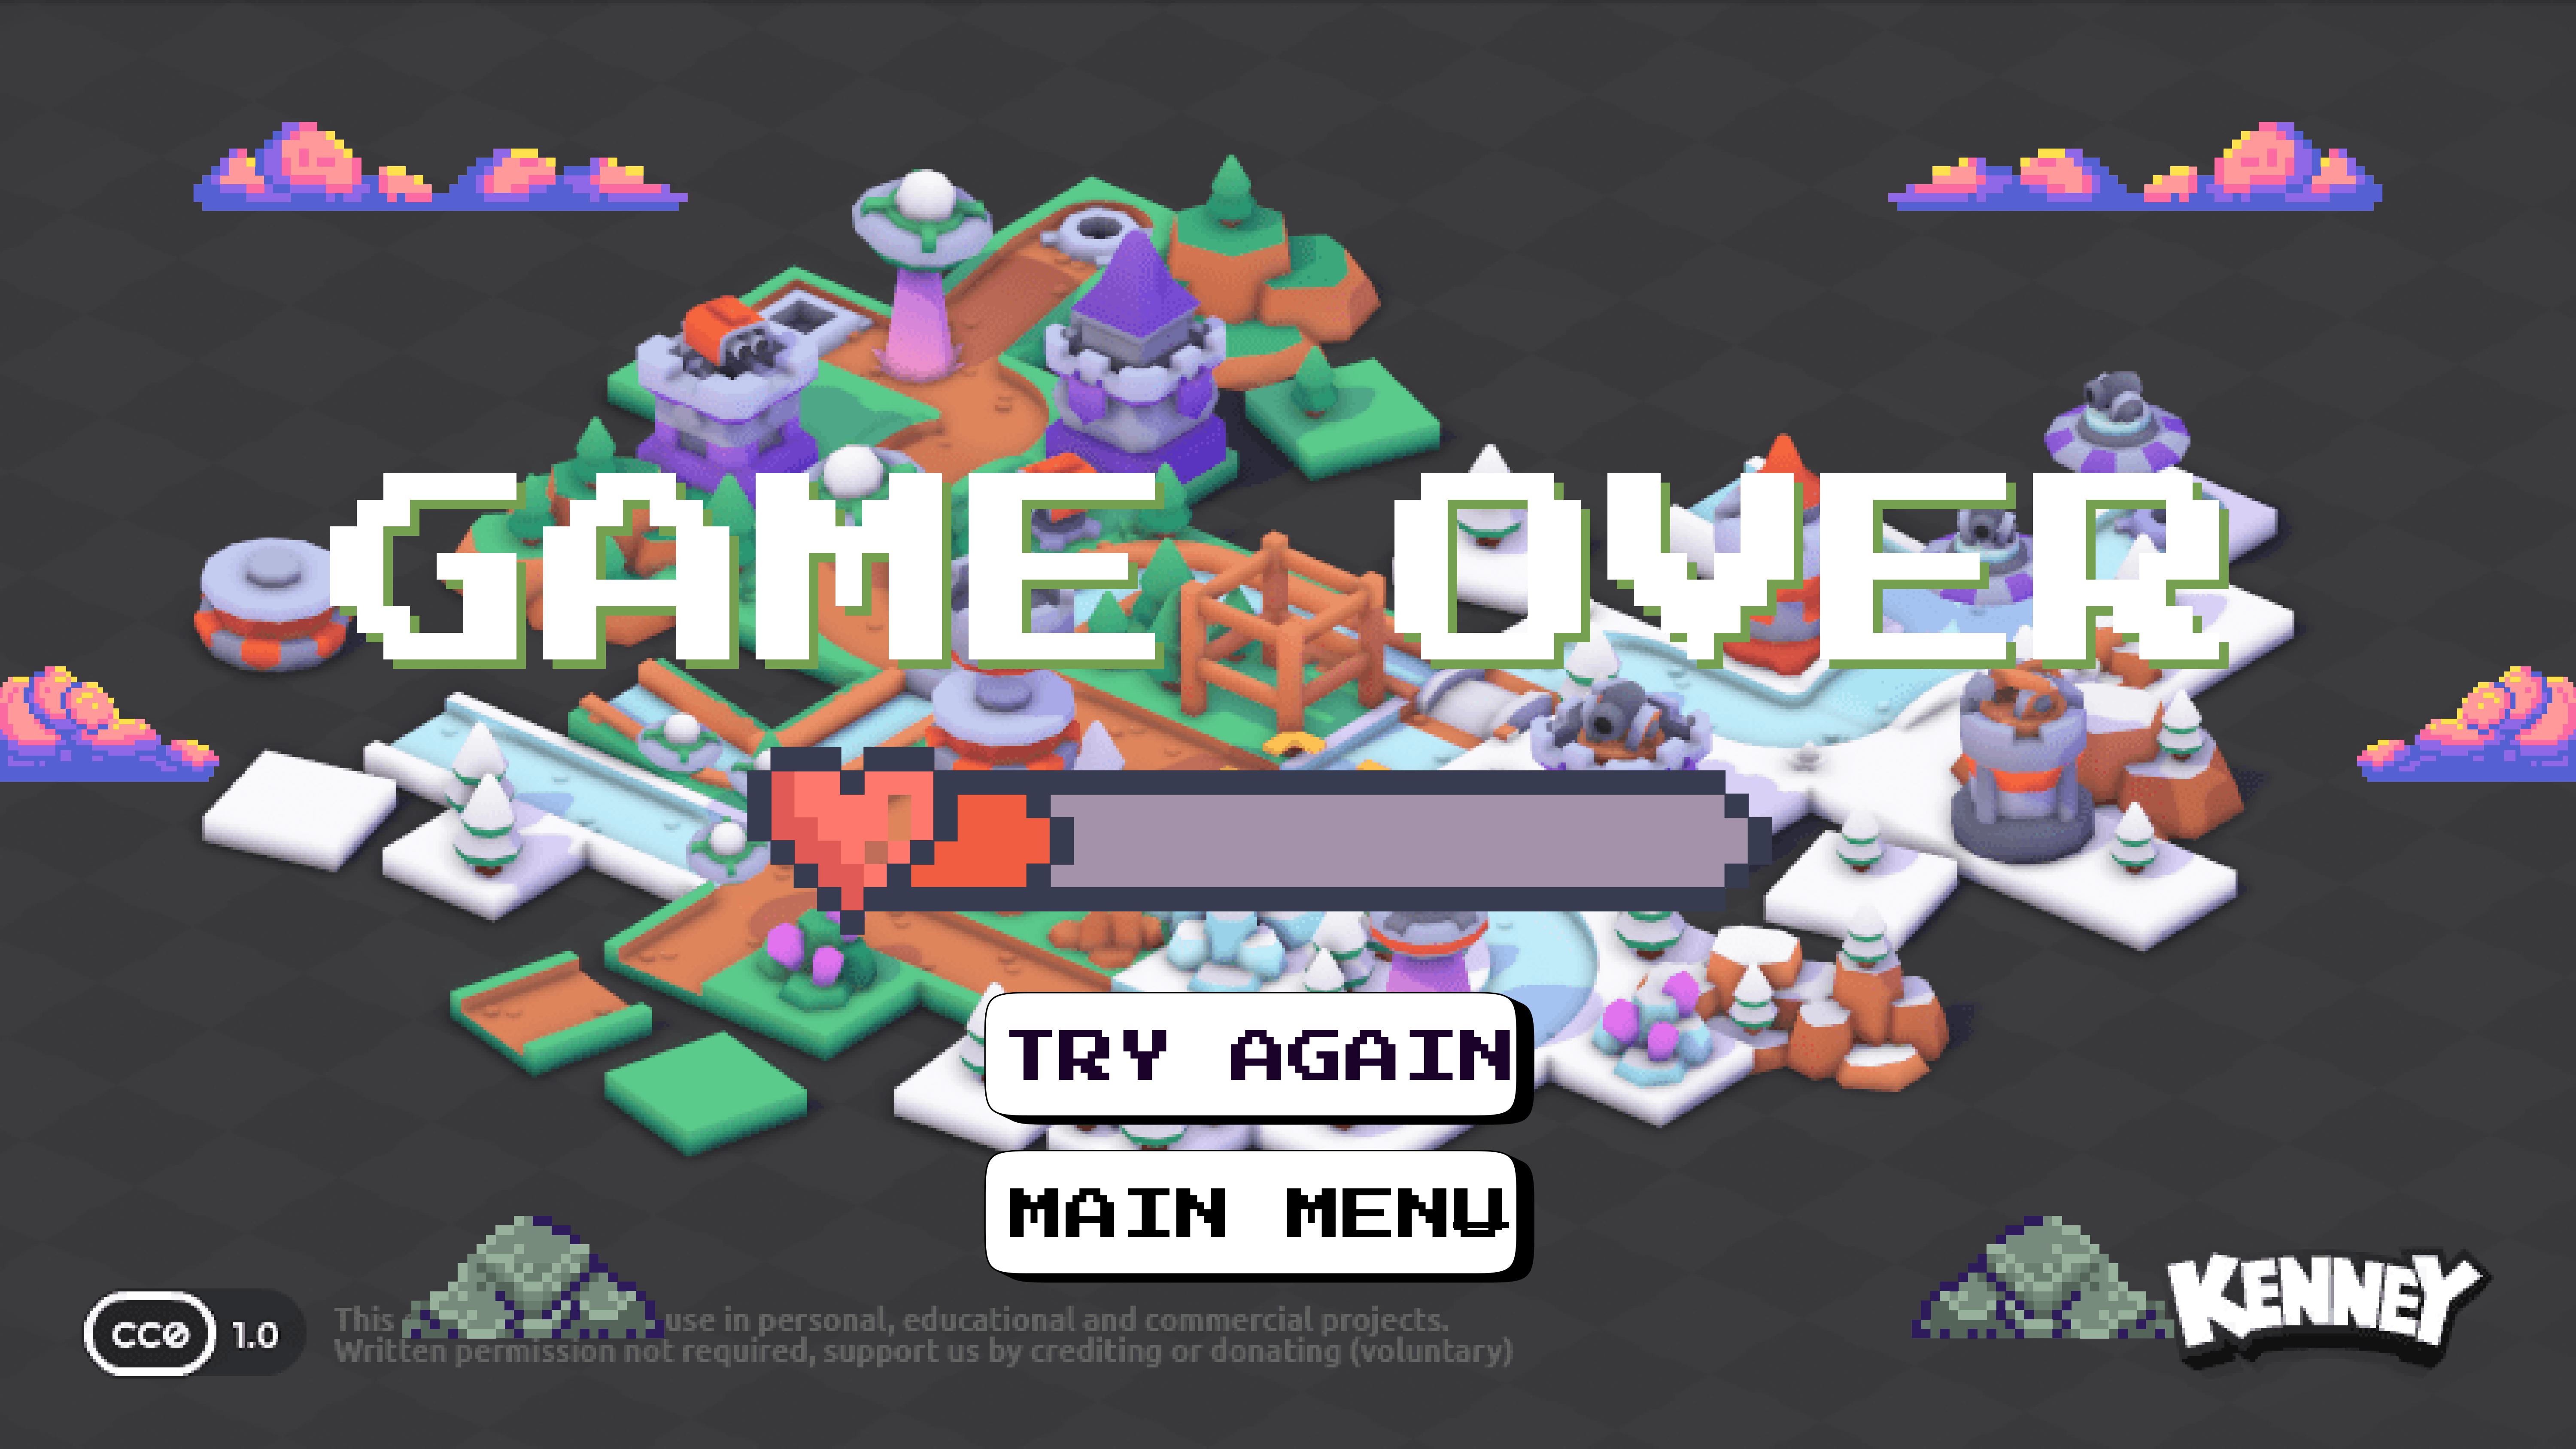 GAME OVER
TRY AGAIN
MAIN MENU
This use in personal, educational and commercial projects.
Written permission not required, support us by crediting or donating (voluntary)
CC0 1.0
KENNEY